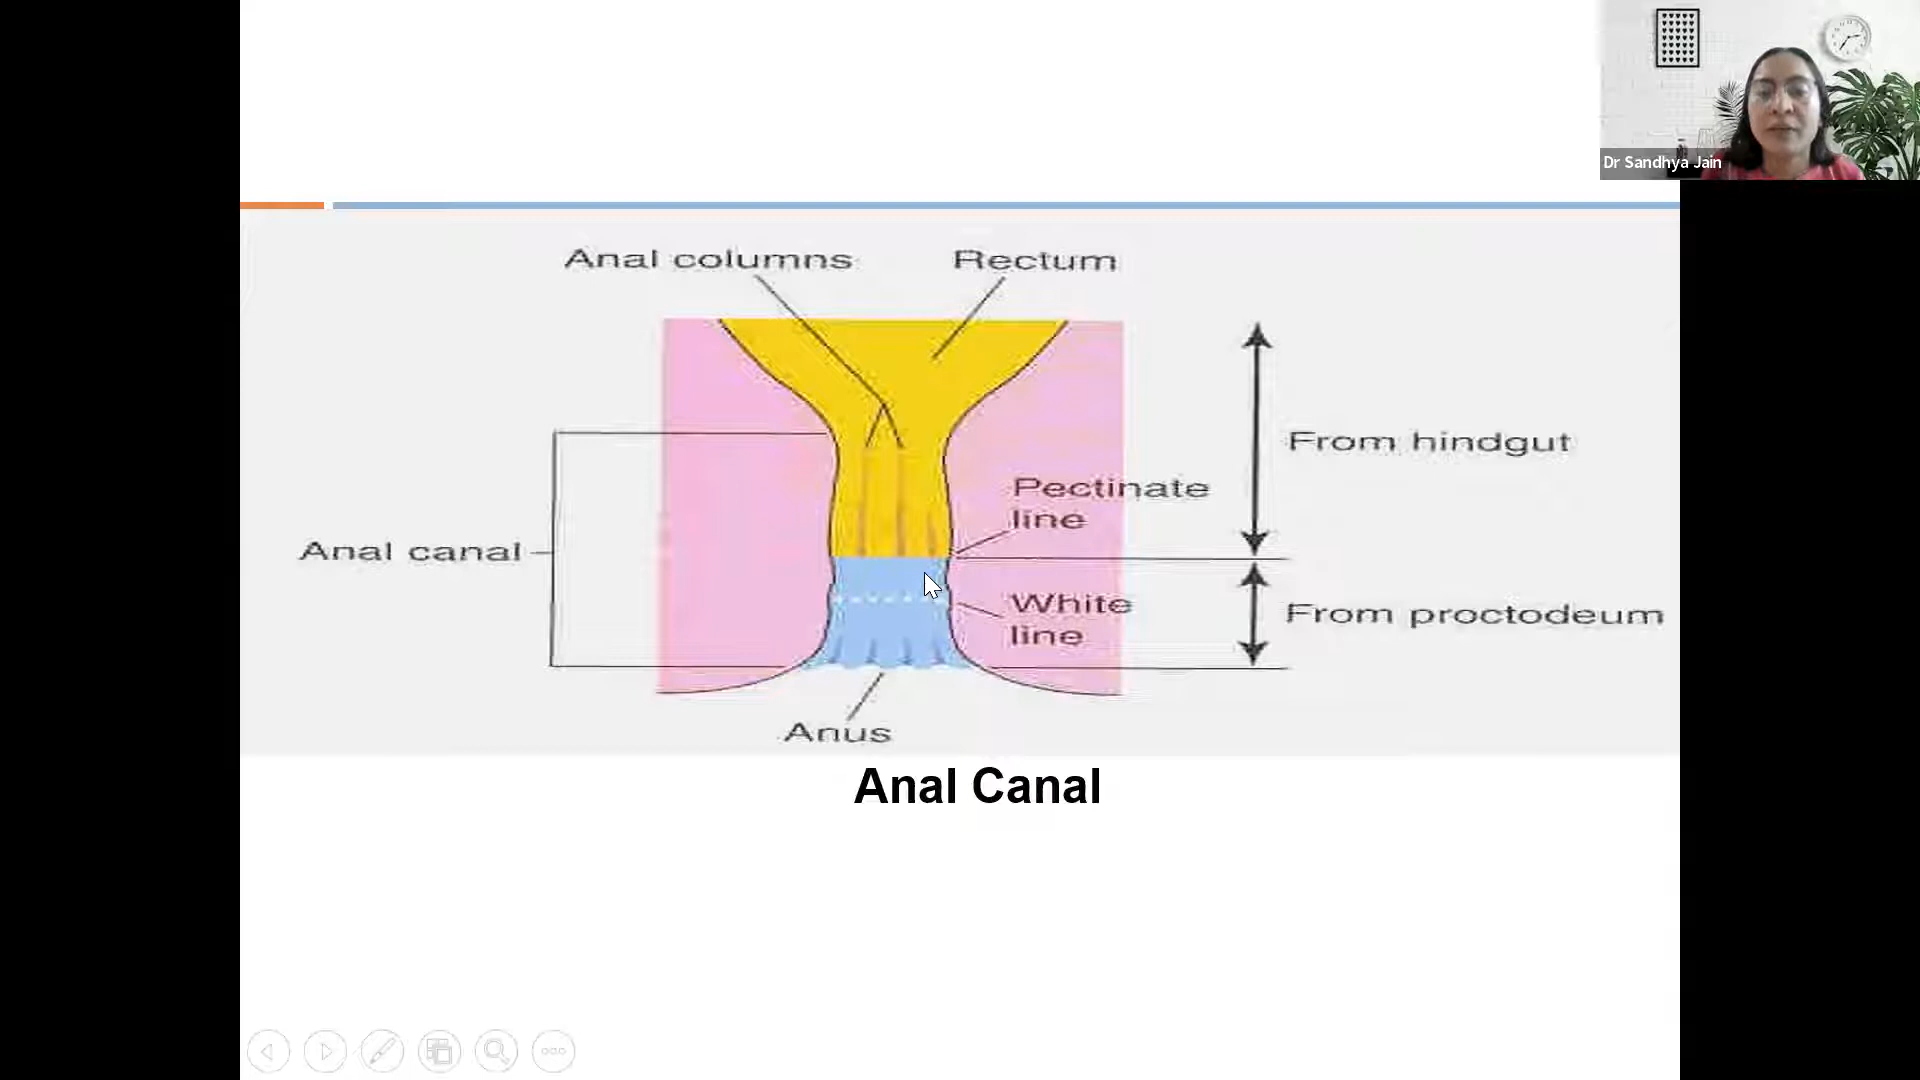 Dr Sandhya Jain
Anal columns
Rectum
From hindgut
Pectinate
line
Anal canal
White
line
From proctodeum
Anus
Anal Canal